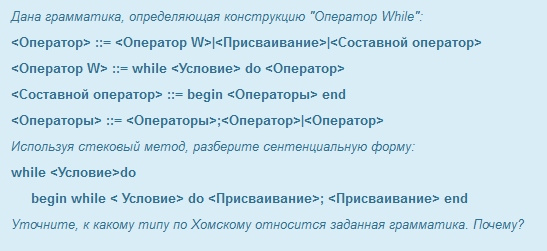 Дана грамматика, определяющая конструкцию "Оператор While":
<Оператор> ::= <Оператор W>|<Присваивание>|<Составной оператор>
<Оператор W> ::= while <Условие> do <Оператор>
<Составной оператор> ::= begin <Операторы> end
<Операторы> ::= <Операторы>;<Оператор>|<Оператор>
Используя стековый метод, разберите сентенциальную форму:
while <Условие>do
begin while < Условие> do <Присваивание>; <Присваивание> end
Уточните, к какому типу по Хомскому относится заданная грамматика. Почему?